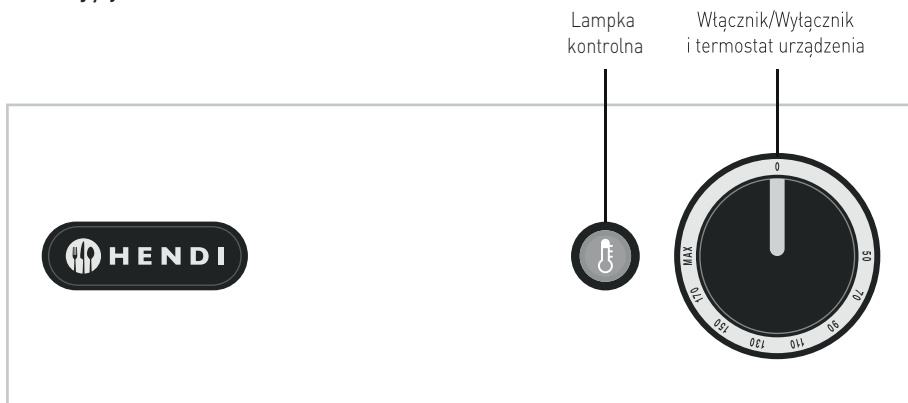 Lampka
kontrolna
Włącznik/Wyłącznik
i termostat urządzenia
HENDI
0
50
70
90
110
130
150
170
MAX